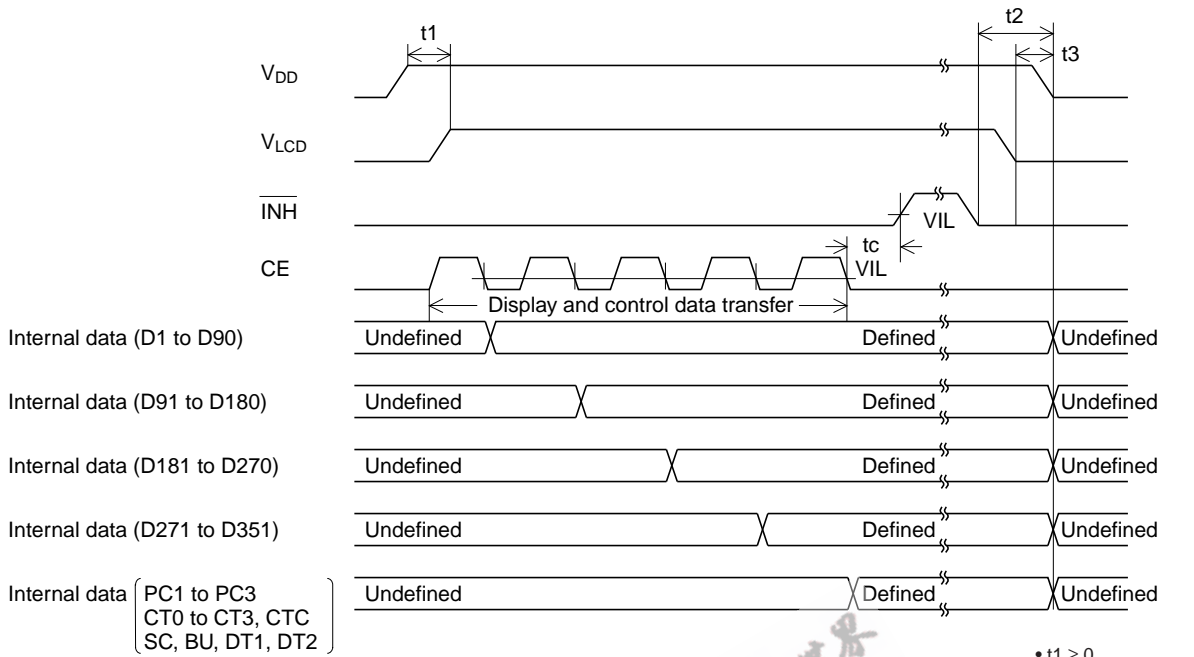 t1
t2
t3
VDD
VLCD
INH
VIL
tc
CE
VIL
Display and control data transfer
Internal data (D1 to D90) Undefined Defined Undefined
Internal data (D91 to D180) Undefined Defined Undefined
Internal data (D181 to D270) Undefined Defined Undefined
Internal data (D271 to D351) Undefined Defined Undefined
Internal data PC1 to PC3 Undefined Defined Undefined
CT0 to CT3, CTC
SC, BU, DT1, DT2